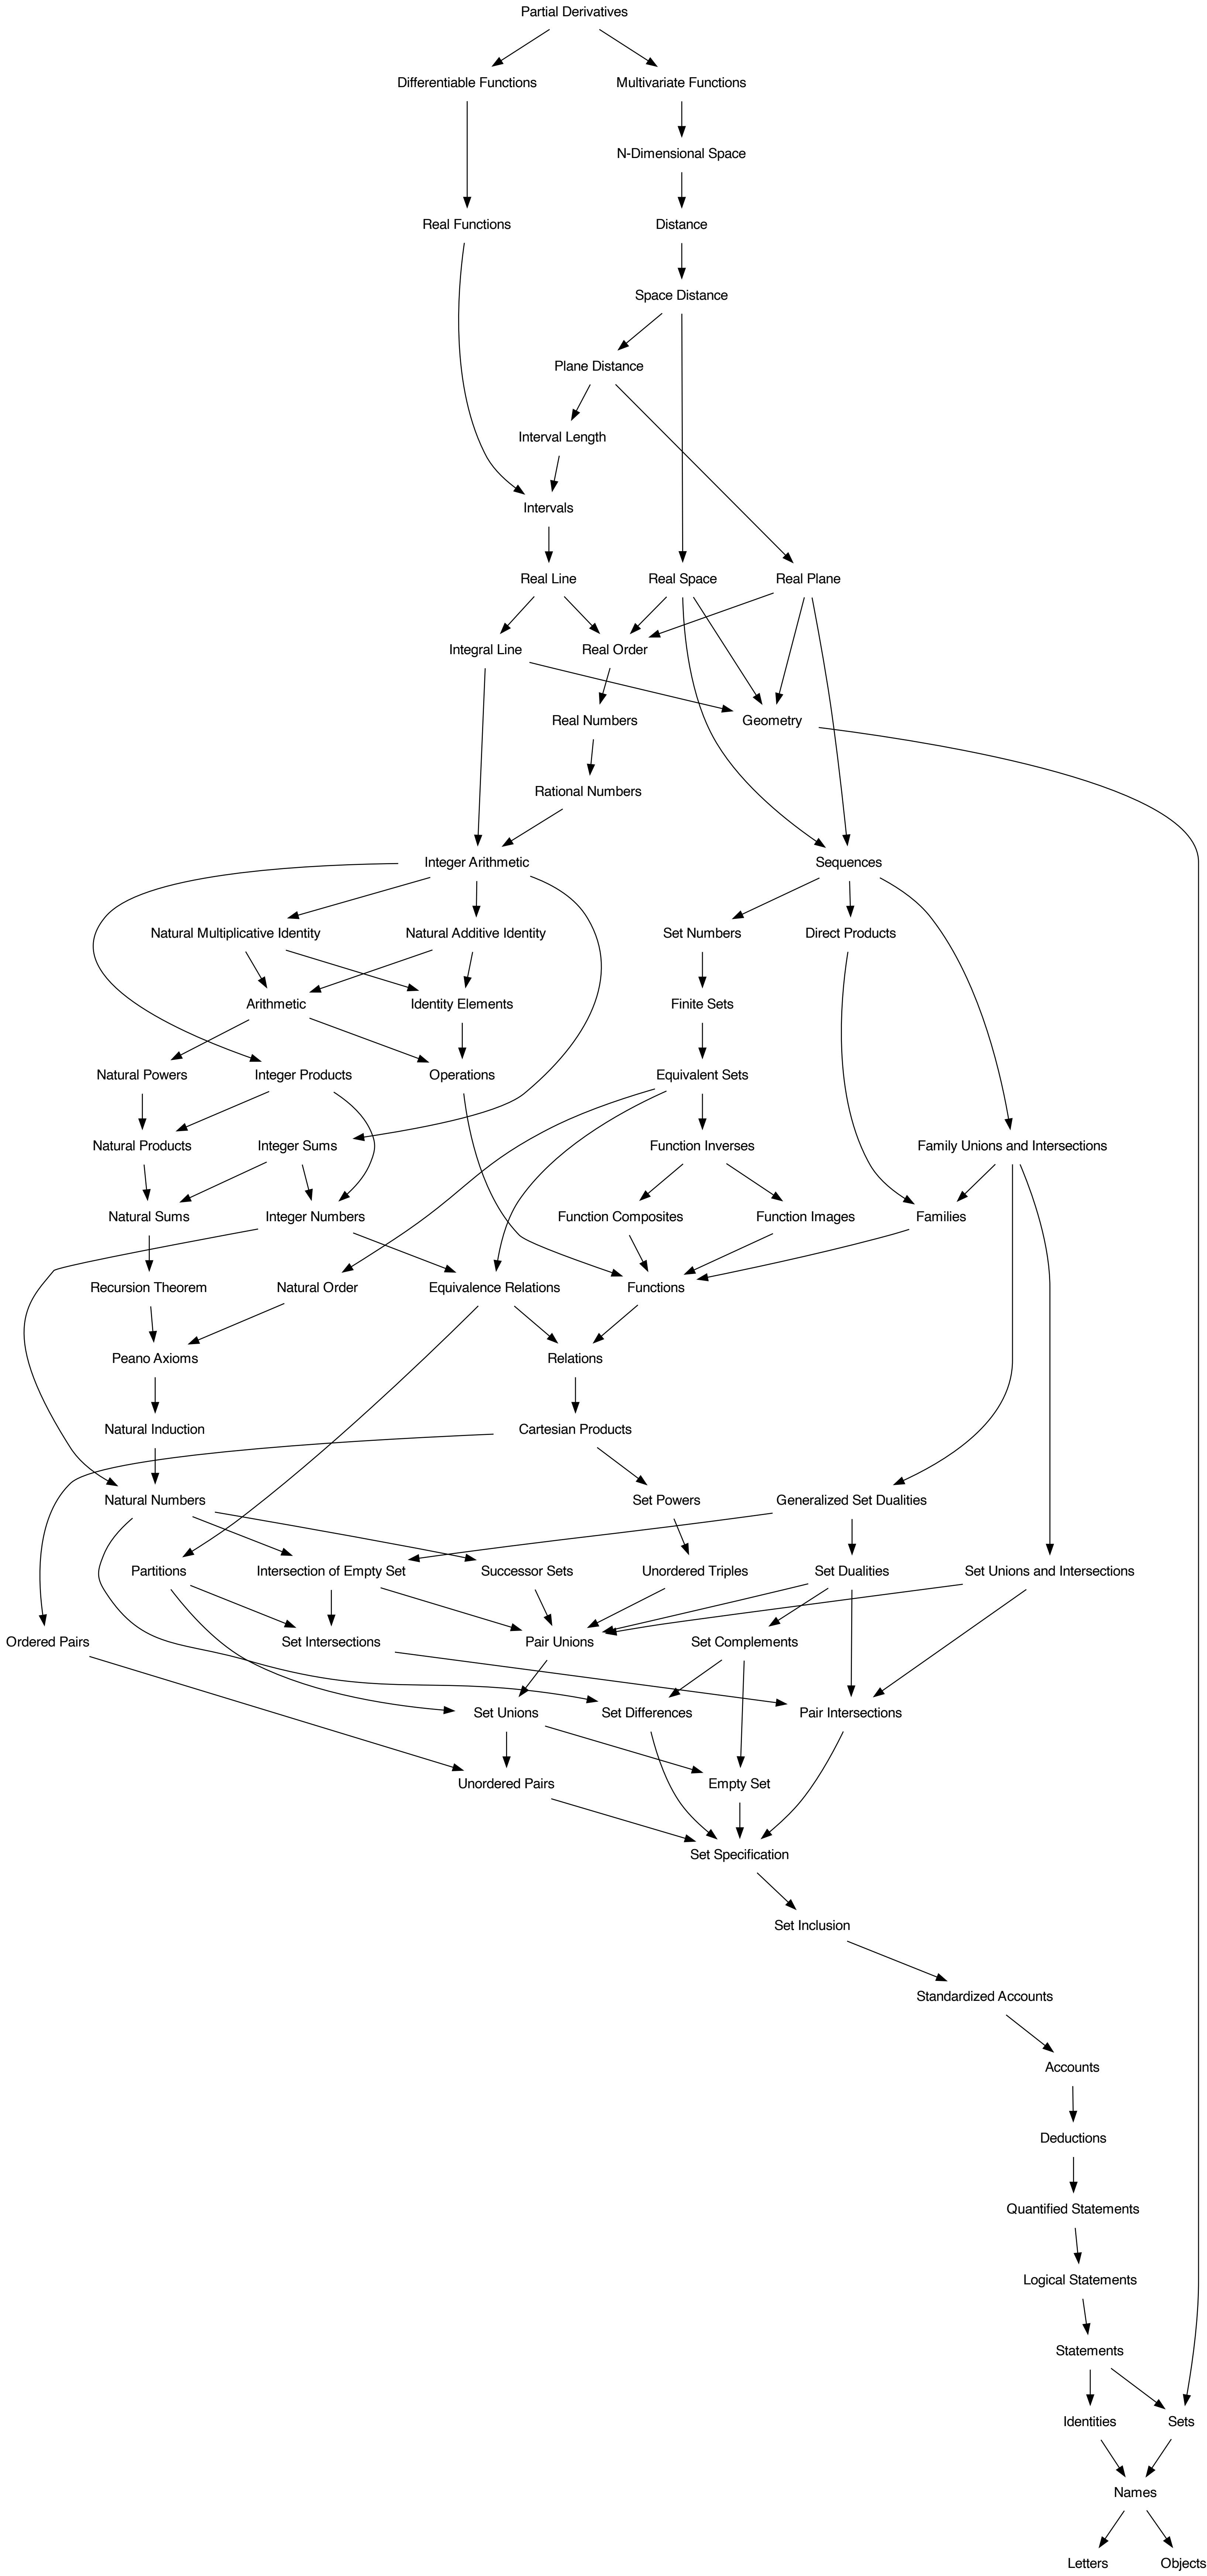 Partial Derivatives
Differentiable Functions
Multivariate Functions
N-Dimensional Space
Real Functions
Distance
Space Distance
Plane Distance
Interval Length
Intervals
Real Line
Real Space
Real Plane
Integral Line
Real Order
Real Numbers
Geometry
Rational Numbers
Integer Arithmetic
Sequences
Natural Multiplicative Identity
Natural Additive Identity
Set Numbers
Direct Products
Arithmetic
Identity Elements
Finite Sets
Natural Powers
Integer Products
Operations
Equivalent Sets
Natural Products
Integer Sums
Function Inverses
Family Unions and Intersections
Natural Sums
Integer Numbers
Function Composites
Function Images
Families
Recursion Theorem
Natural Order
Equivalence Relations
Functions
Peano Axioms
Relations
Natural Induction
Cartesian Products
Natural Numbers
Set Powers
Generalized Set Dualities
Partitions
Intersection of Empty Set
Successor Sets
Unordered Triples
Set Dualities
Set Unions and Intersections
Ordered Pairs
Set Intersections
Pair Unions
Set Complements
Set Unions
Set Differences
Pair Intersections
Unordered Pairs
Empty Set
Set Specification
Set Inclusion
Standardized Accounts
Accounts
Deductions
Quantified Statements
Logical Statements
Statements
Identities
Sets
Names
Letters
Objects